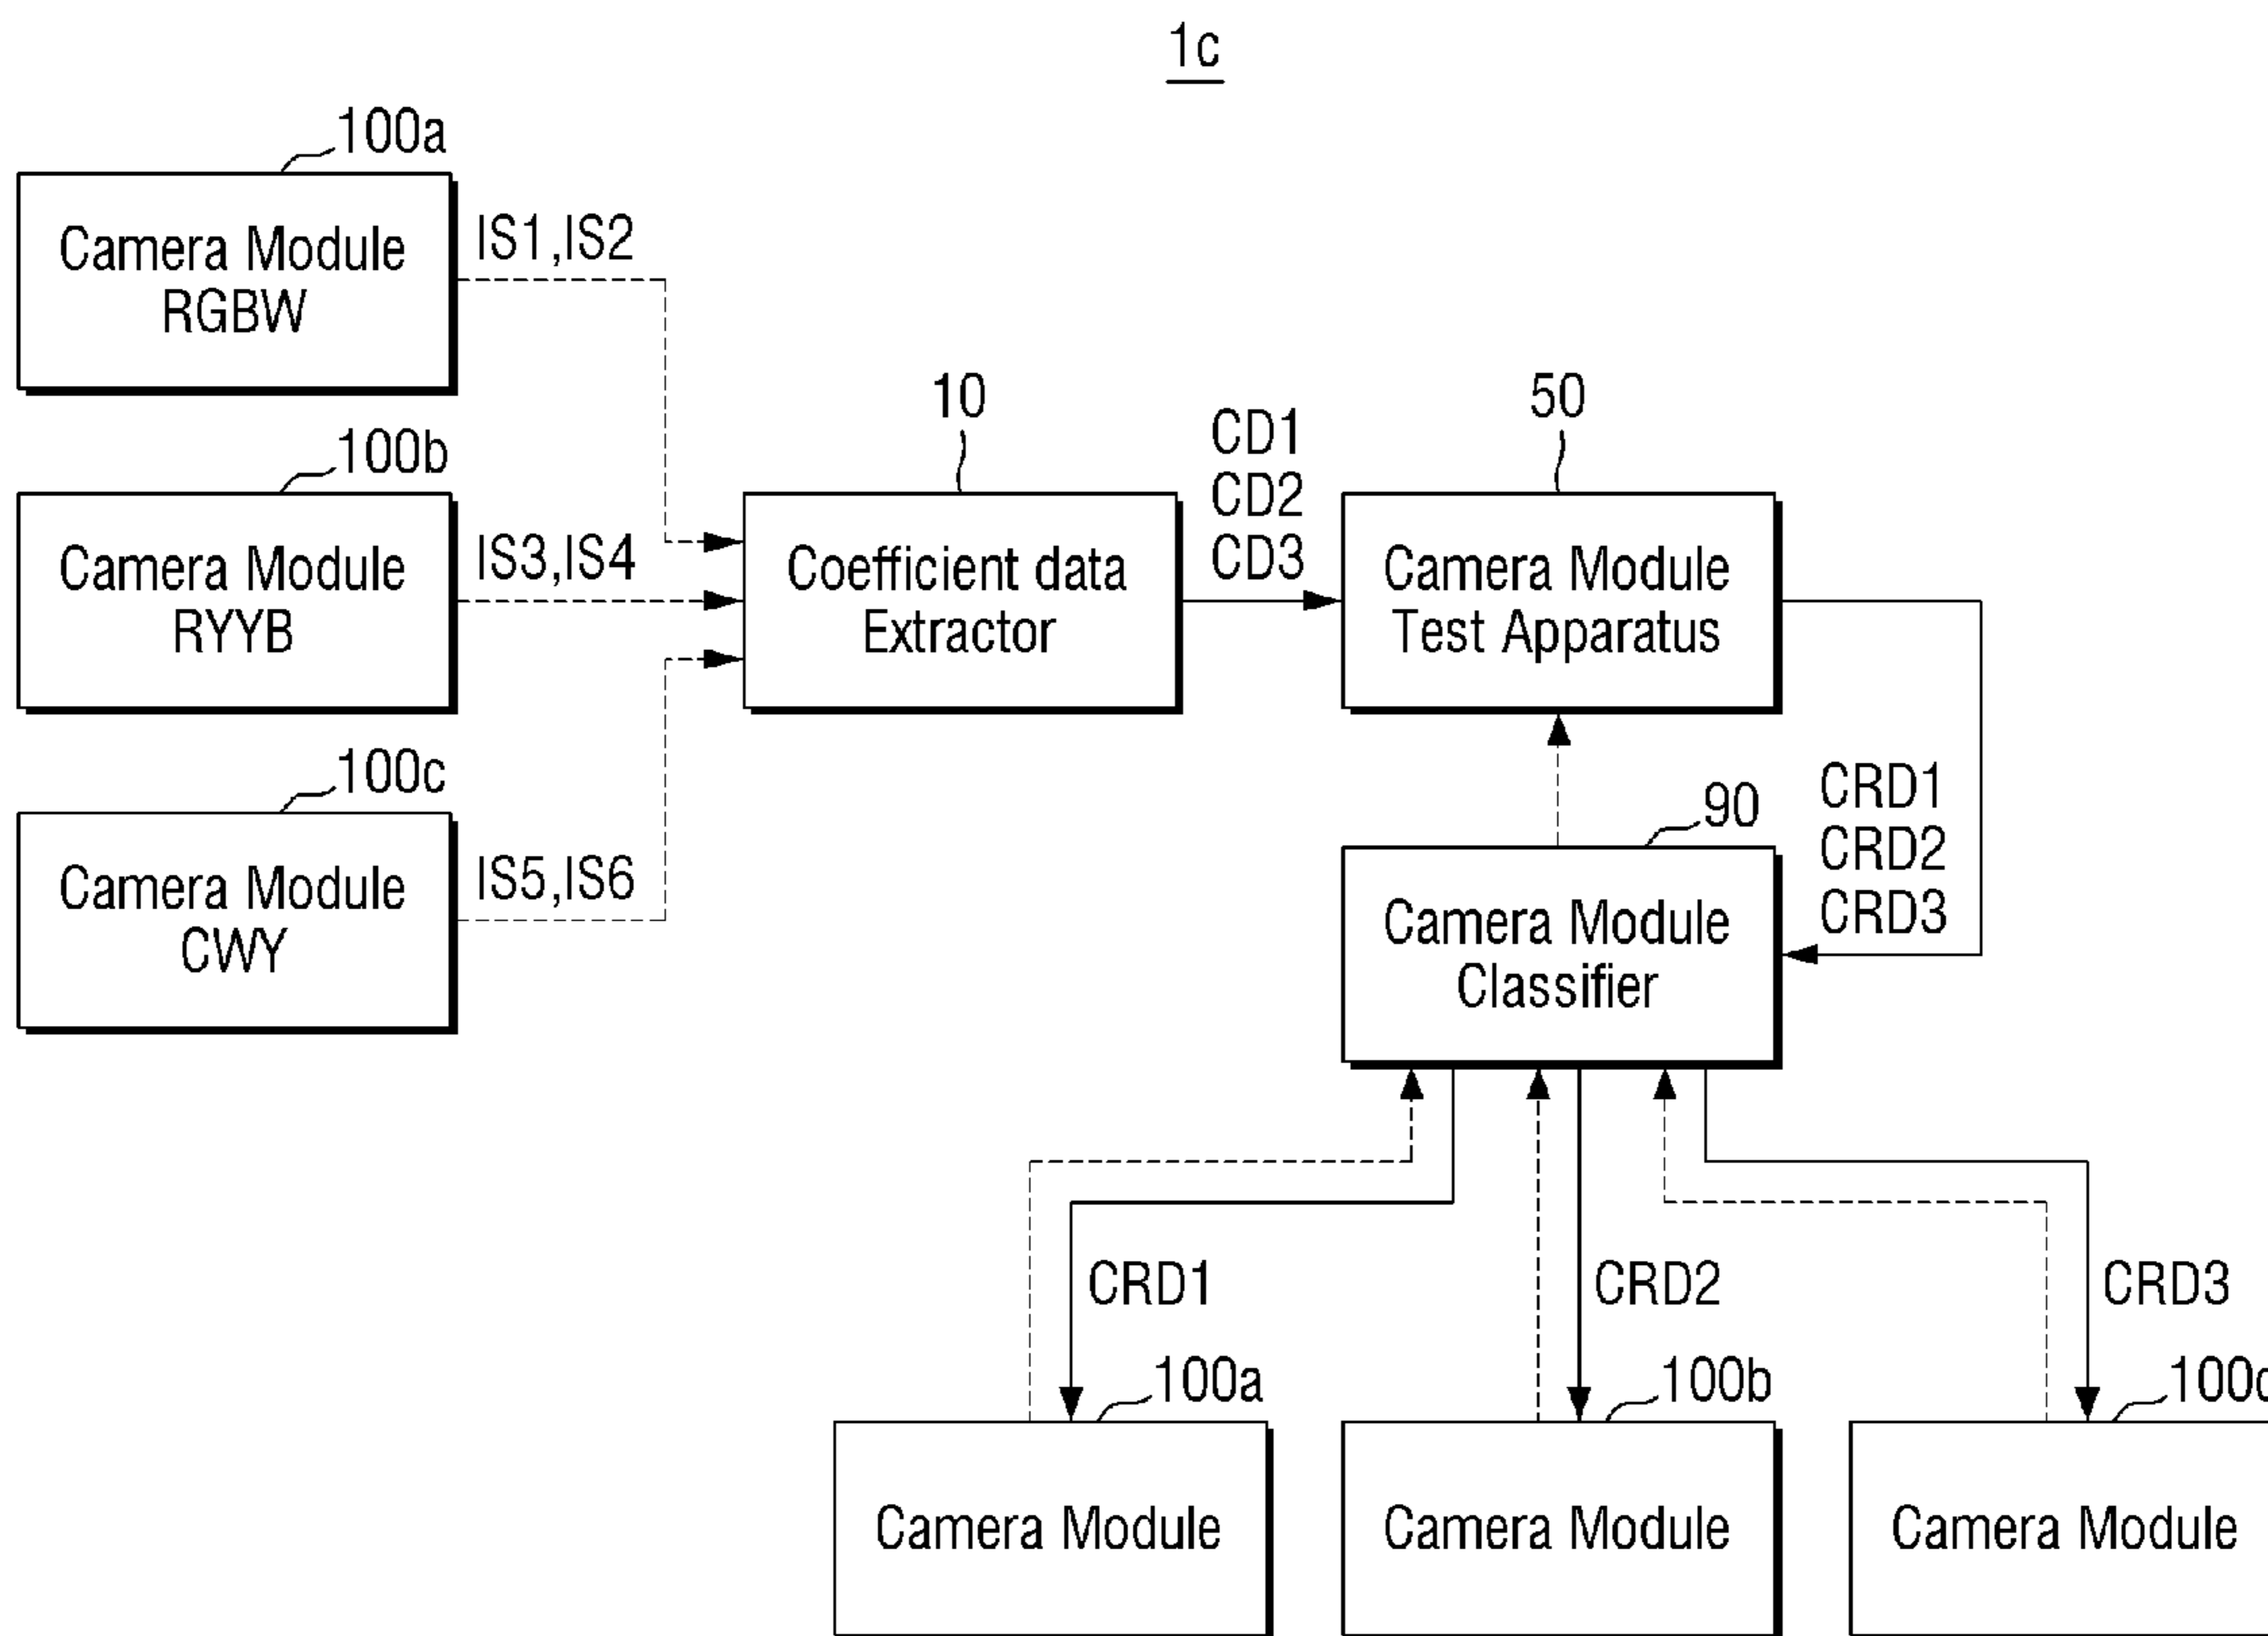 1c
100a
Camera Module
RGBW
IS1,IS2
100b
Camera Module
RYYB
IS3,IS4
100c
Camera Module
CWY
IS5,IS6
10
Coefficient data
Extractor
CD1
CD2
CD3
50
Camera Module
Test Apparatus
90
Camera Module
Classifier
CRD1
CRD2
CRD3
CRD1
CRD2
CRD3
100a
Camera Module
100b
Camera Module
100c
Camera Module